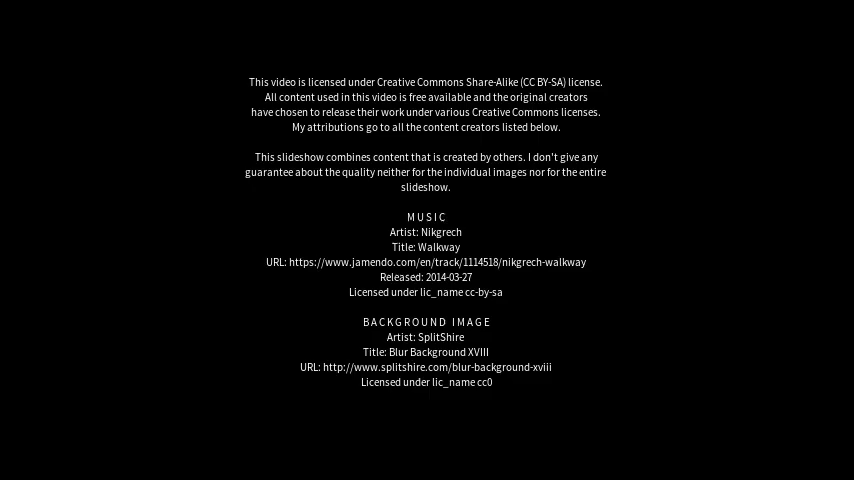 This video is licensed under Creative Commons Share-Alike (CC BY-SA) license.
All content used in this video is free available and the original creators
have chosen to release their work under various Creative Commons licenses.
My attributions go to all the content creators listed below.
This slideshow combines content that is created by others. I don't give any
guarantee about the quality neither for the individual images nor for the entire
slideshow.
MUSIC
Artist: Nikgrech
Title: Walkway
URL: https://www.jamendo.com/en/track/1114518/nikgrech-walkway
Released: 2014-03-27
Licensed under lic_name cc-by-sa
BACKGROUND IMAGE
Artist: SplitShire
Title: Blur Background XVIII
URL: http://www.splitshire.com/blur-background-xviii
Licensed under lic_name cc0